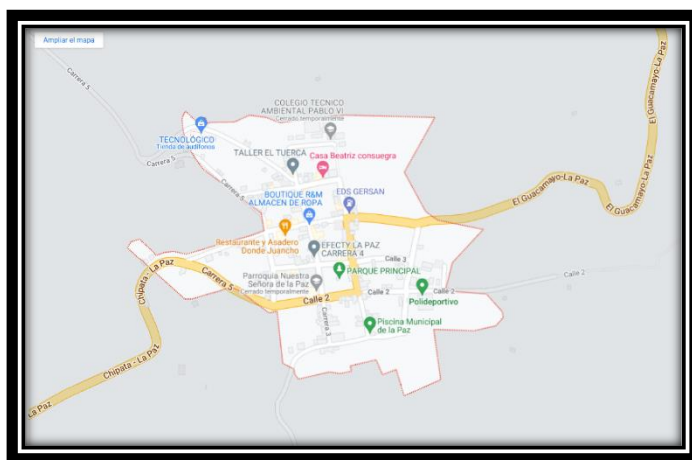 Ampliar el mapa
Carrera 5
COLEGIO TECNICO
AMBIENTAL PABLO VI
Cerrado temporalmente
TECNOLÓGICO
Tienda de audífonos
Carrera 5
TALLER EL TUERCA
Casa Beatriz consuegra
Carrera 5
BOUTIQUE R&M
ALMACEN DE ROPA
EDS GERSAN
El Guacamayo-La Paz
El Guacamayo-La Paz
El Guacamayo-La Paz
Restaurante y Asadero
Donde Juancho
EFECTY LA PAZ
CARRERA 4
Calle 3
Chipata - La Paz
Carrera 5
Parroquia Nuestra
Señora de la Paz
Cerrado temporalmente
PARQUE PRINCIPAL
Calle 2
Calle 2
Calle 2
Calle 2
Polideportivo
Carrera 3
Piscina Municipal
de la Paz
Chipata - La Paz
La Paz